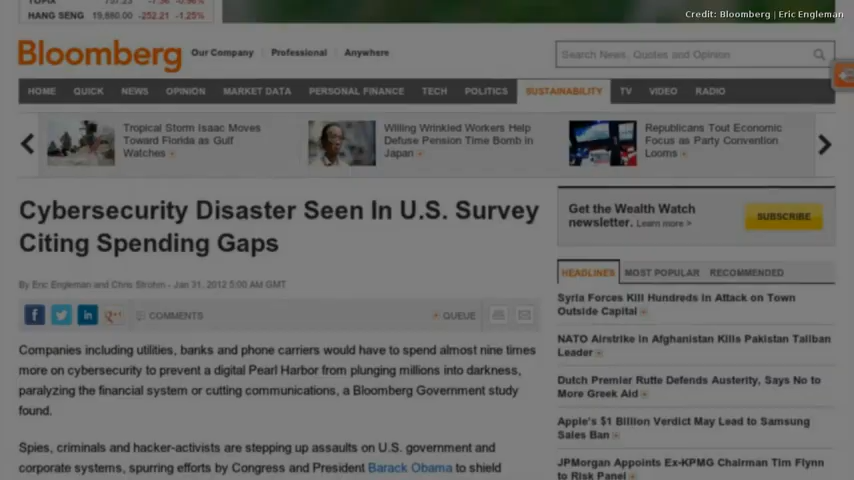 TOPIX 737.23 -7.36 -0.98%
HANG SENG 19,680.00 -252.21 -1.25%
Credit: Bloomberg | Eric Engleman
Bloomberg
Our Company Professional Anywhere
Search News, Quotes and Opinion
HOME QUICK NEWS OPINION MARKET DATA PERSONAL FINANCE TECH POLITICS SUSTAINABILITY TV VIDEO RADIO
Tropical Storm Isaac Moves
Toward Florida as Gulf
Watches
Willing Wrinkled Workers Help
Defuse Pension Time Bomb in
Japan
Republicans Tout Economic
Focus as Party Convention
Looms
Cybersecurity Disaster Seen In U.S. Survey
Citing Spending Gaps
By Eric Engleman and Chris Strohm - Jan 31, 2012 5:00 AM GMT
COMMENTS
QUEUE
Companies including utilities, banks and phone carriers would have to spend almost nine times
more on cybersecurity to prevent a digital Pearl Harbor from plunging millions into darkness,
paralyzing the financial system or cutting communications, a Bloomberg Government study
found.
Spies, criminals and hacker-activists are stepping up assaults on U.S. government and
corporate systems, spurring efforts by Congress and President Barack Obama to shield
Get the Wealth Watch
newsletter. Learn more >
SUBSCRIBE
HEADLINES MOST POPULAR RECOMMENDED
Syria Forces Kill Hundreds in Attack on Town
Outside Capital
NATO Airstrike in Afghanistan Kills Pakistan Taliban
Leader
Dutch Premier Rutte Defends Austerity, Says No to
More Greek Aid
Apple's $1 Billion Verdict May Lead to Samsung
Sales Ban
JPMorgan Appoints Ex-KPMG Chairman Tim Flynn
to Risk Panel